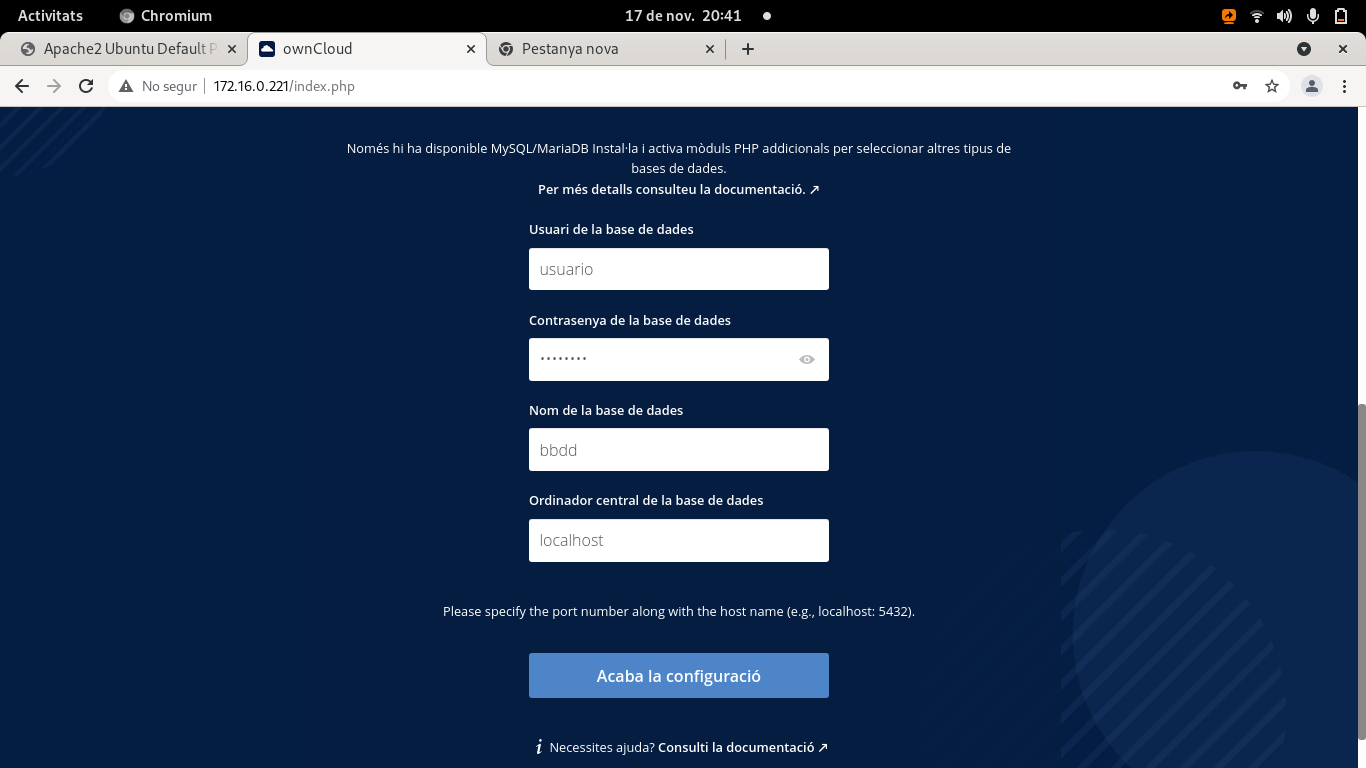 Activitats Chromium 17 de nov. 20:41
Apache2 Ubuntu Default P ownCloud Pestanya nova
No segur 172.16.0.221/index.php
Només hi ha disponible MySQL/MariaDB Instal·la i activa mòduls PHP addicionals per seleccionar altres tipus de
bases de dades.
Per més detalls consulteu la documentació. ↗
Usuari de la base de dades
usuario
Contrasenya de la base de dades
••••••••
Nom de la base de dades
bbdd
Ordinador central de la base de dades
localhost
Please specify the port number along with the host name (e.g., localhost: 5432).
Acaba la configuració
i Necessites ajuda? Consulti la documentació ↗